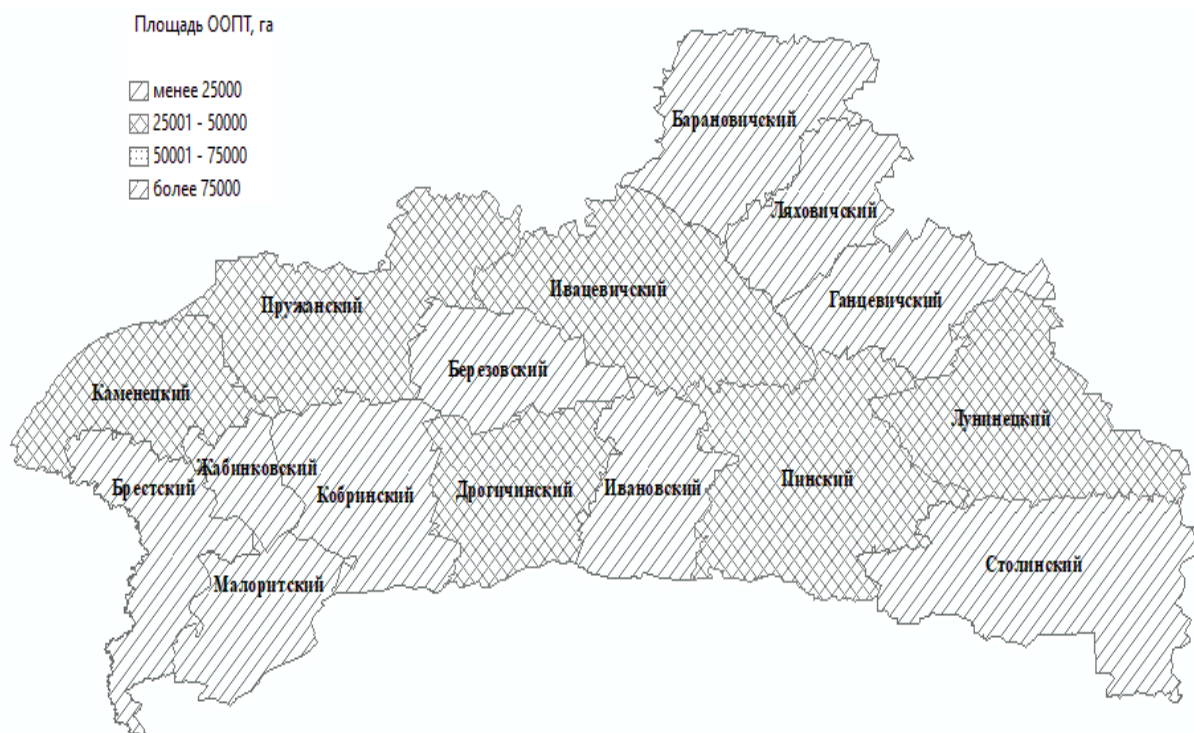 Площадь ООПТ, га
менее 25000
25001 - 50000
50001 - 75000
более 75000
Барановичский
Ляховичский
Ивацевичский
Ганцевичский
Пружанский
Березовский
Каменецкий
Лунинецкий
Жабинковский
Брестский
Кобринский
Дрогичинский
Ивановский
Пинский
Столинский
Малоритский